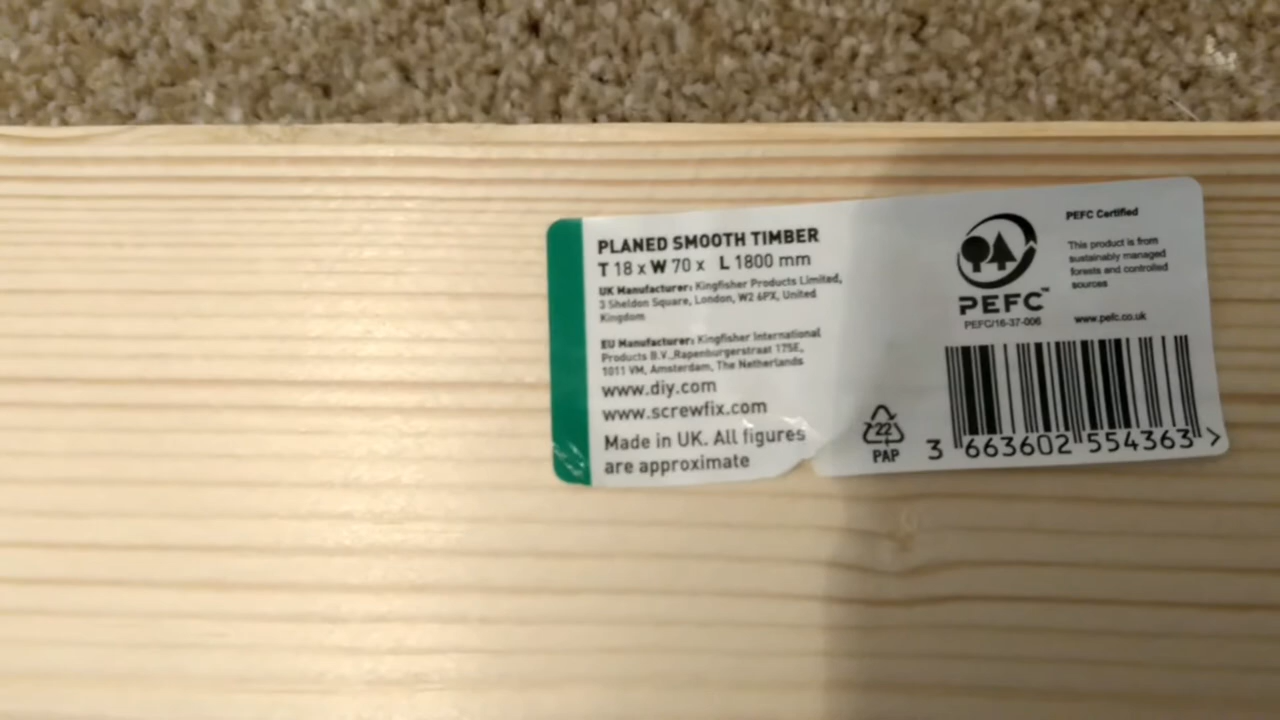 PLANED SMOOTH TIMBER
T 18 x W 70 x L 1800 mm
UK Manufacturer: Kingfisher Products Limited,
3 Sheldon Square, London, W2 6PX, United
Kingdom
EU Manufacturer: Kingfisher International
Products B.V.,Rapenburgerstraat 175E,
1011 VM, Amsterdam, The Netherlands
www.diy.com
www.screwfix.com
Made in UK. All figures
are approximate
22
PAP
PEFC™
PEFC/16-37-006
PEFC Certified
This product is from
sustainably managed
forests and controlled
sources
www.pefc.co.uk
3 663602 554363 >